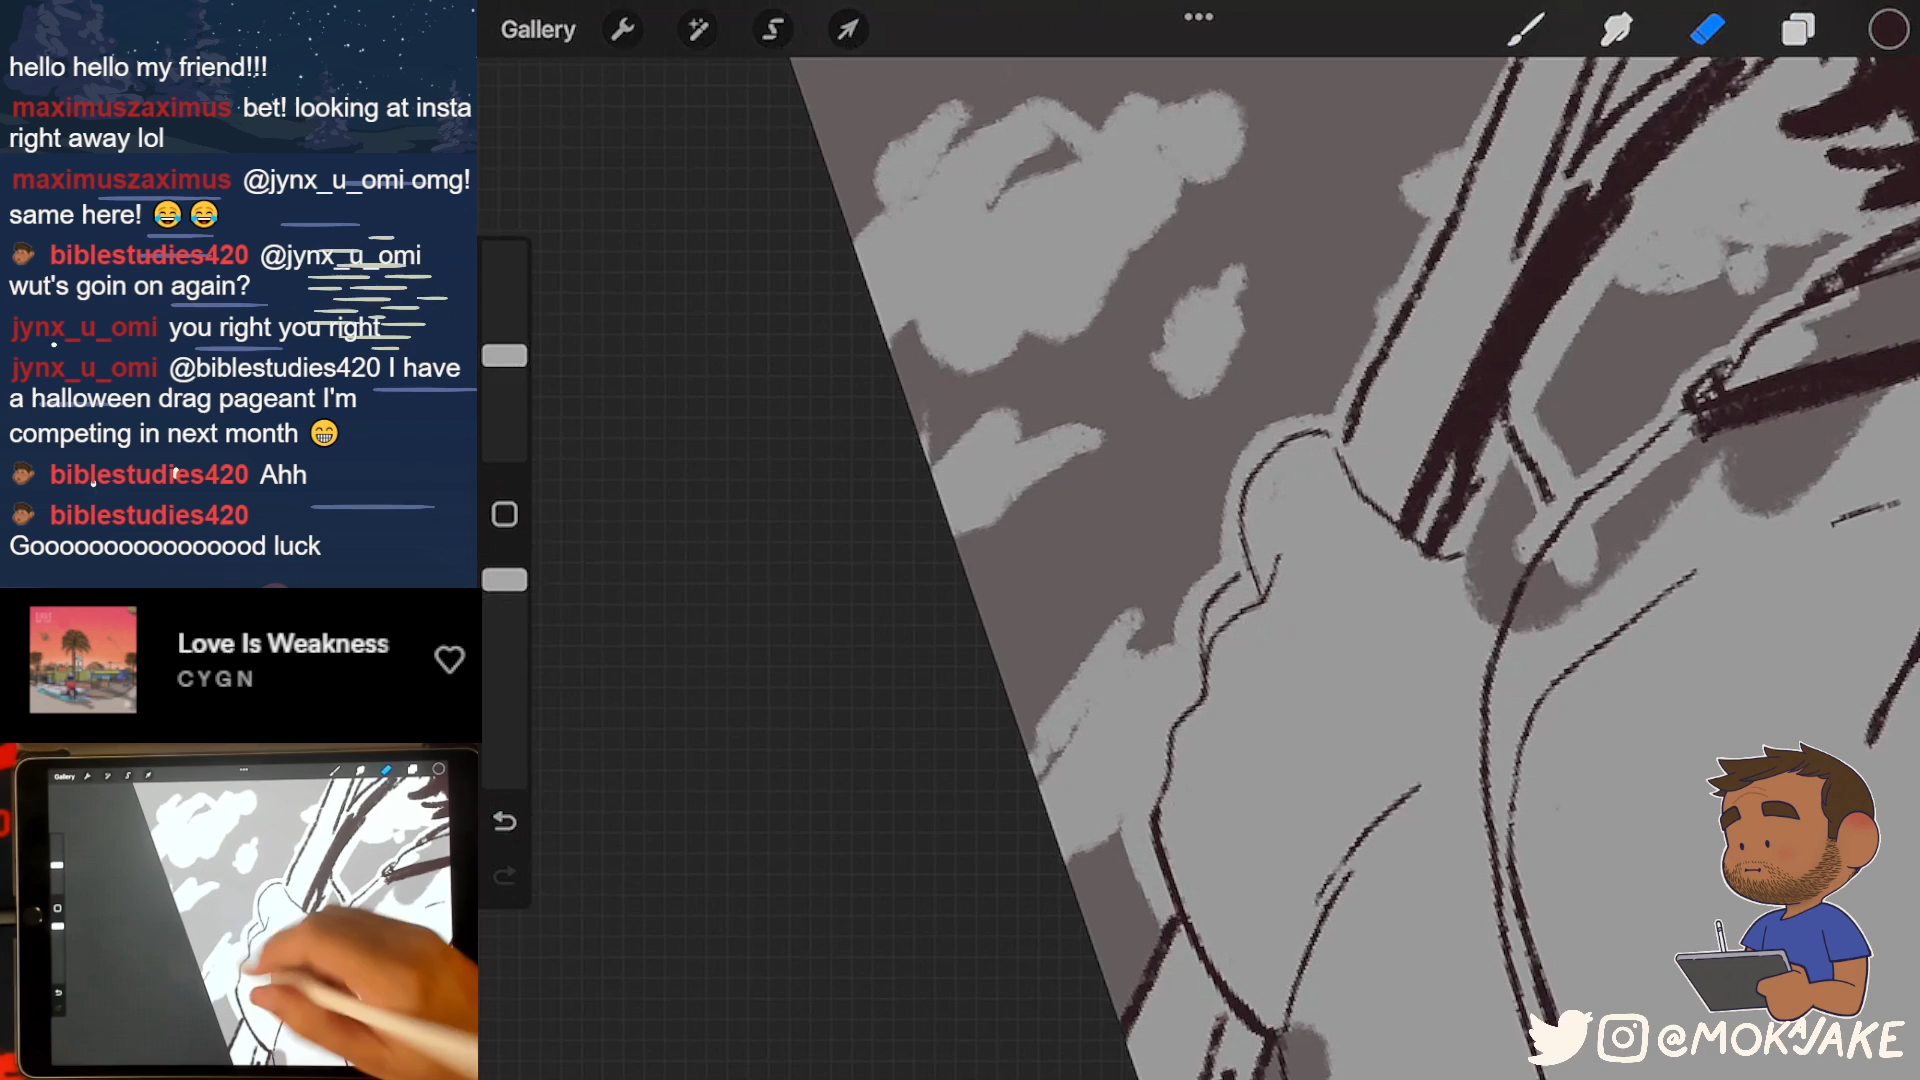 hello hello my friend!!!
maximuszaximus bet! looking at insta
right away lol
maximuszaximus @jynx_u_omi omg!
same here! 😂 😂
biblestudies420 @jynx_u_omi
wut's goin on again?
jynx_u_omi you right you right
jynx_u_omi @biblestudies420 I have
a halloween drag pageant I'm
competing in next month 😁
biblestudies420 Ahh
biblestudies420
Goooooooooooooood luck
Love Is Weakness
CYGN
Gallery
Gallery
@MOKAJAKE